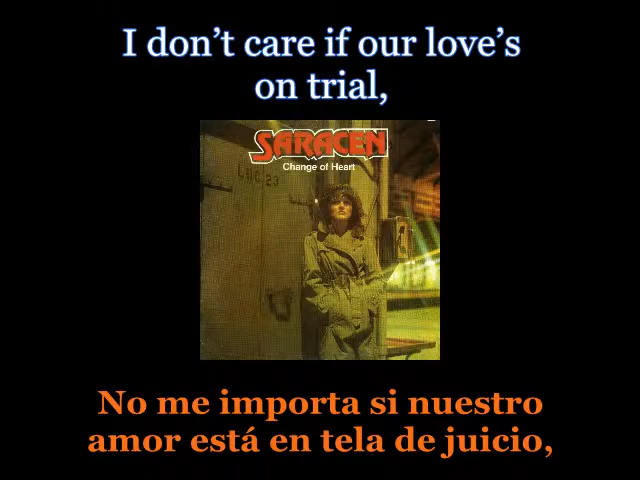 I don’t care if our love’s
on trial,
SARACEN
Change of Heart
No me importa si nuestro
amor está en tela de juicio,